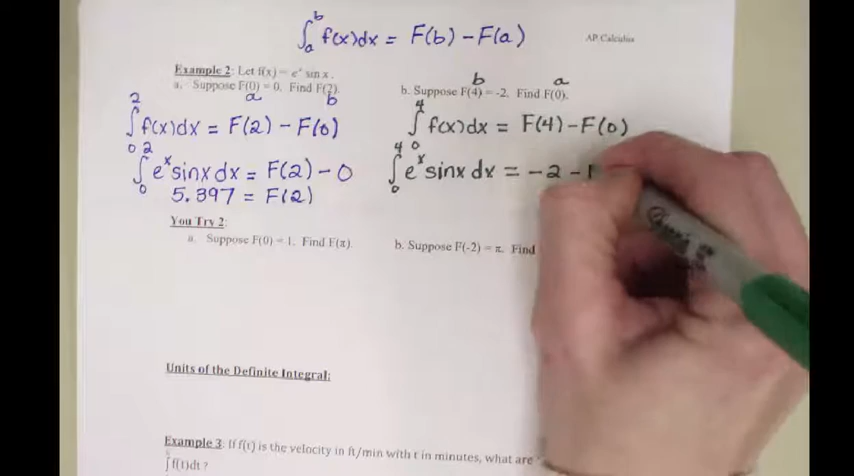 ∫ₐᵇ f(x)dx = F(b) − F(a)
AP Calculus
Example 2: Let f(x) = eˣ sin x.
a. Suppose F(0) = 0. Find F(2).
a b
∫₀² f(x)dx = F(2) − F(0)
∫₀² eˣ sinx dx = F(2) − 0
5.397 = F(2)
b a
b. Suppose F(4) = -2. Find F(0).
∫₀⁴ f(x)dx = F(4) − F(0)
∫₀⁴ eˣ sinx dx = −2 −
You Try 2:
a. Suppose F(0) = 1. Find F(π).
b. Suppose F(-2) = π. Find
Units of the Definite Integral:
Example 3: If f(t) is the velocity in ft/min with t in minutes, what are
∫f(t)dt ?